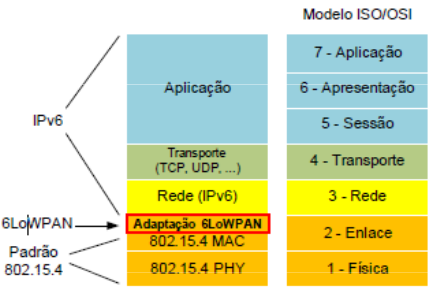 Modelo ISO/OSI
7 - Aplicação
Aplicação
6 - Apresentação
IPv6
5 - Sessão
Transporte
(TCP, UDP, ...)
4 - Transporte
Rede (IPv6)
3 - Rede
6LoWPAN
Adaptação 6LoWPAN
802.15.4 MAC
2 - Enlace
Padrão
802.15.4
802.15.4 PHY
1 - Física